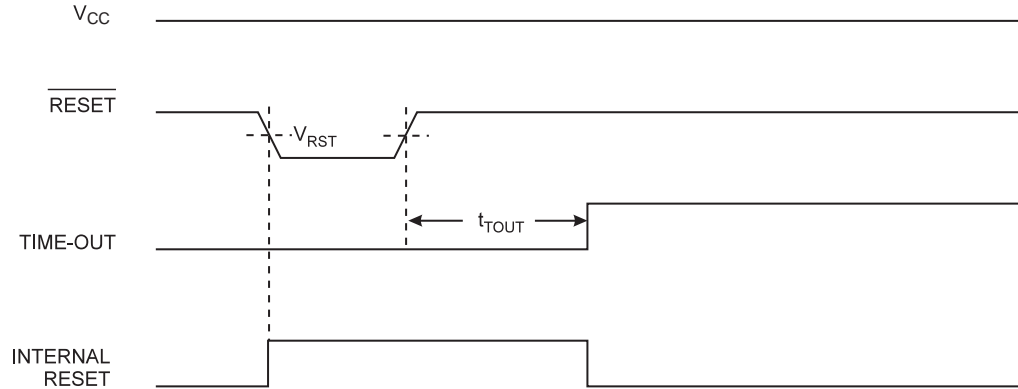 VCC
RESET
VRST
tTOUT
TIME-OUT
INTERNAL
RESET